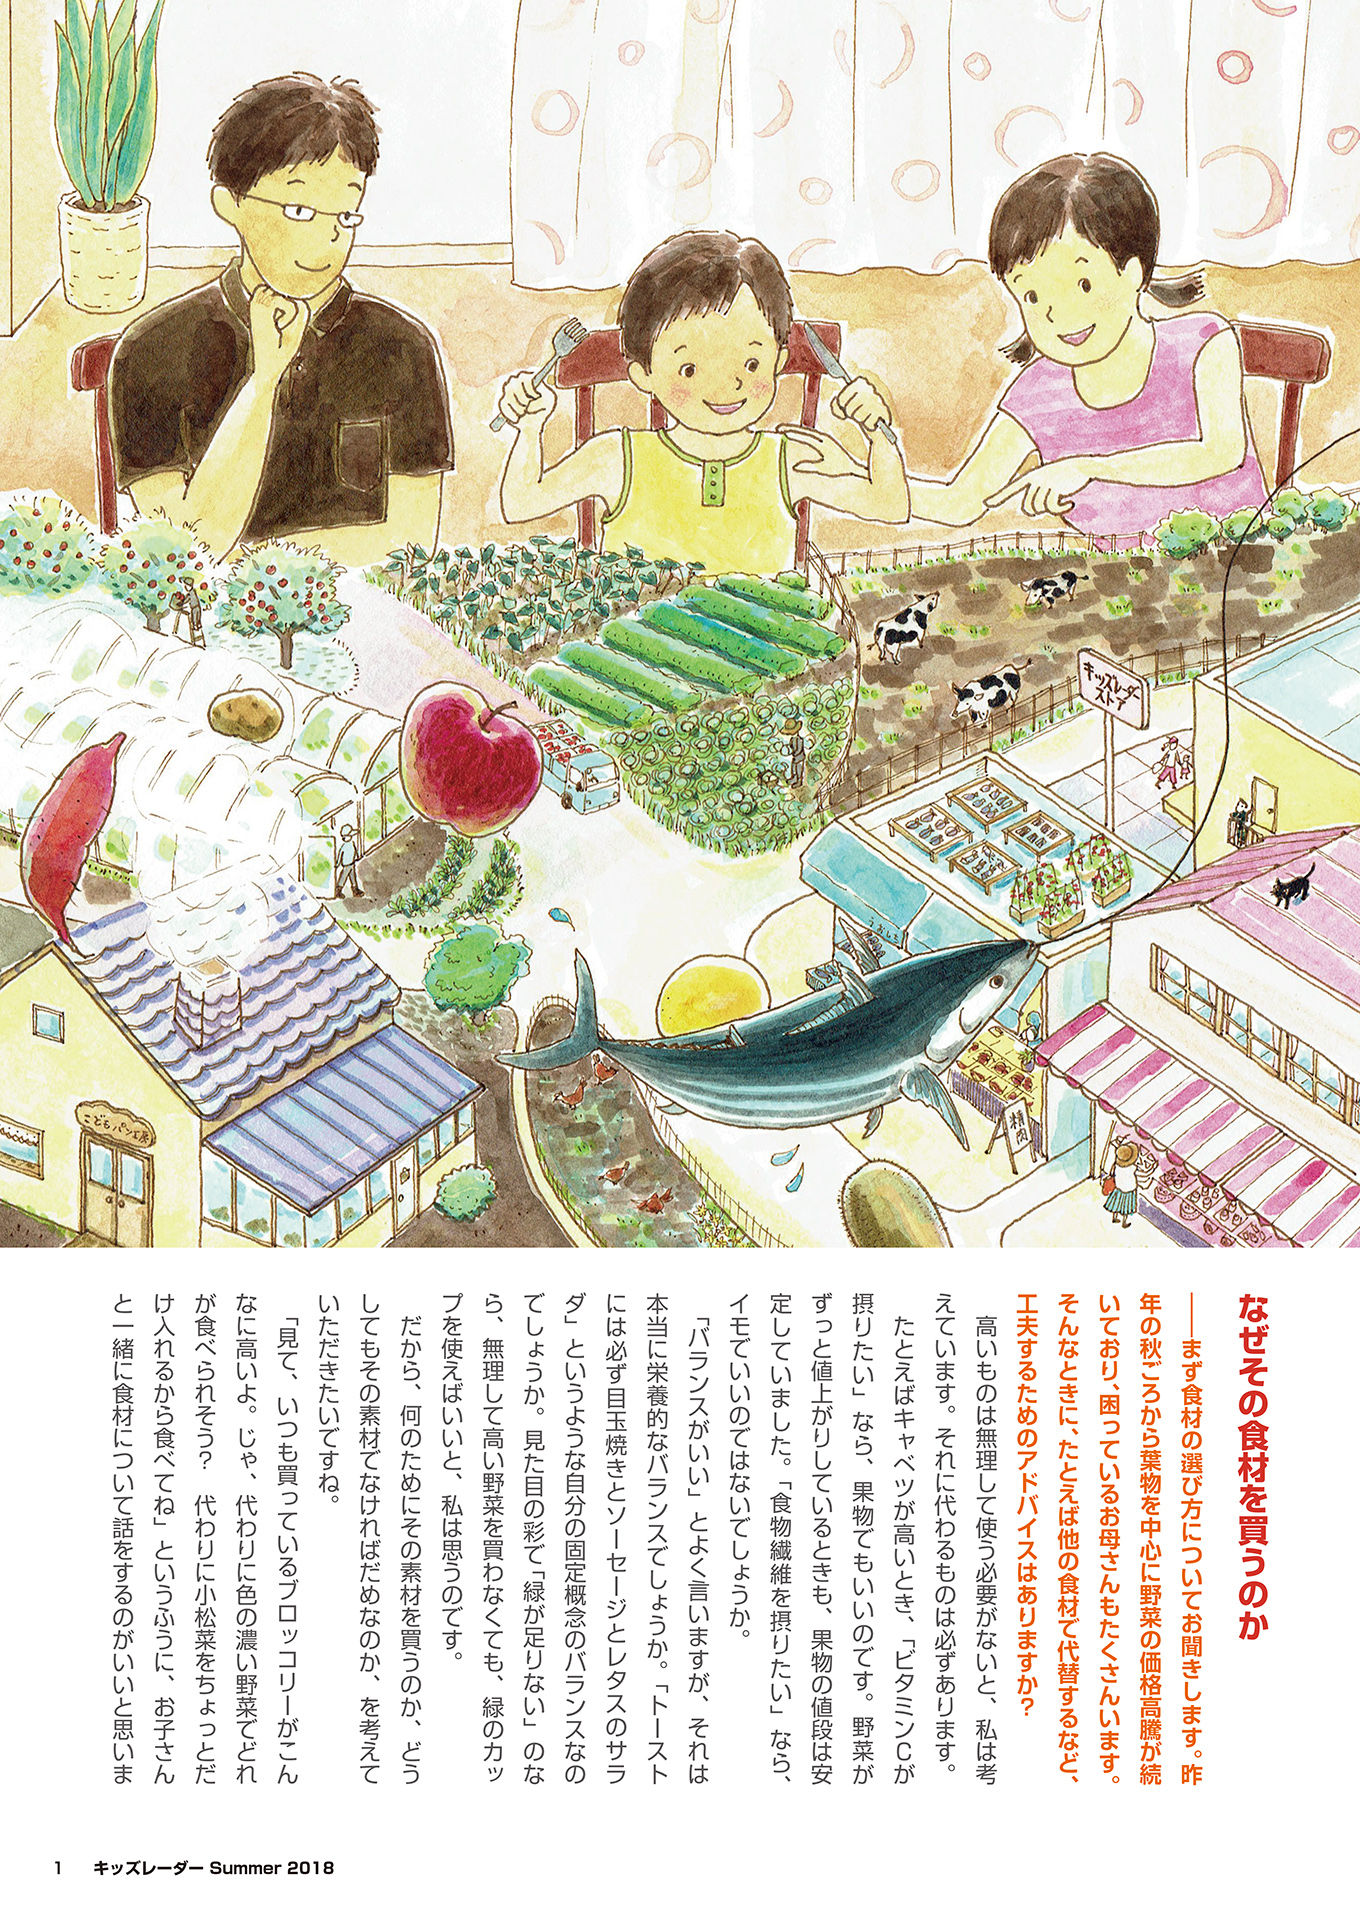 キッズレーダー
ストア
うおしち
精肉
こどもパン工房
なぜその食材を買うのか
――まず食材の選び方についてお聞きします。昨
年の秋ごろから葉物を中心に野菜の価格高騰が続
いており、困っているお母さんもたくさんいます。
そんなときに、たとえば他の食材で代替するなど、
工夫するためのアドバイスはありますか？
高いものは無理して使う必要がないと、私は考
えています。それに代わるものは必ずあります。
たとえばキャベツが高いとき、「ビタミンＣが
摂りたい」なら、果物でもいいのです。野菜が
ずっと値上がりしているときも、果物の値段は安
定していました。「食物繊維を摂りたい」なら、
イモでいいのではないでしょうか。
「バランスがいい」とよく言いますが、それは
本当に栄養的なバランスでしょうか。「トースト
には必ず目玉焼きとソーセージとレタスのサラ
ダ」というような自分の固定概念のバランスなの
でしょうか。見た目の彩で「緑が足りない」のな
ら、無理して高い野菜を買わなくても、緑のカッ
プを使えばいいと、私は思うのです。
だから、何のためにその素材を買うのか、どう
してもその素材でなければだめなのか、を考えて
いただきたいですね。
「見て、いつも買っているブロッコリーがこん
なに高いよ。じゃ、代わりに色の濃い野菜でどれ
が食べられそう？　代わりに小松菜をちょっとだ
け入れるから食べてね」というふうに、お子さん
と一緒に食材について話をするのがいいと思いま
1 キッズレーダー Summer 2018